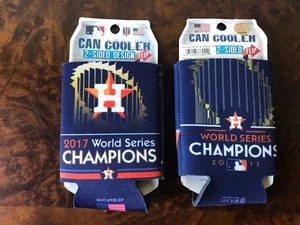 CAN COOLER
2-SIDED DESIGN
H
2017 World Series
CHAMPIONS
CAN COOLER
2-SIDED
WORLD SERIES
CHAMPIONS
2017